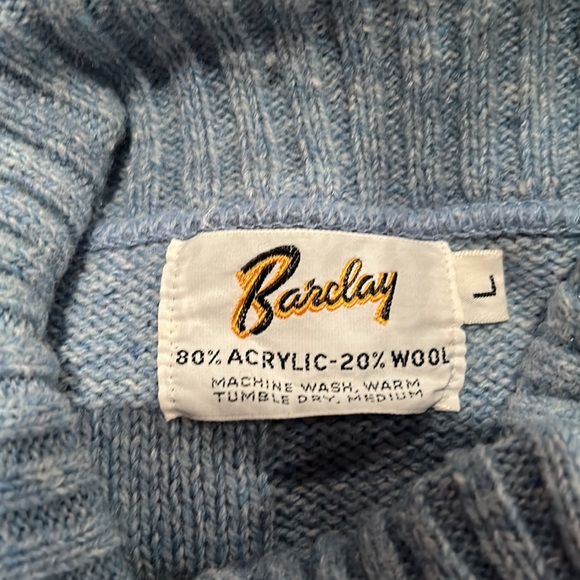 Barclay
80% ACRYLIC-20% WOOL
MACHINE WASH, WARM
TUMBLE DRY, MEDIUM
L